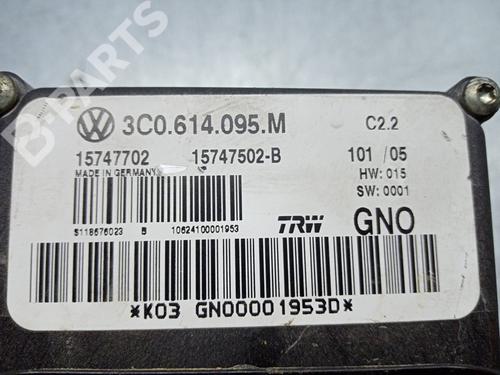 B-PARTS
3C0.614.095.M
C2.2
15747702 15747502-B 101 / 05
MADE IN GERMANY HW: 015
SW: 0001
S118676023 B 10624100001953 TRW GNO
*K03 GN00001953D*